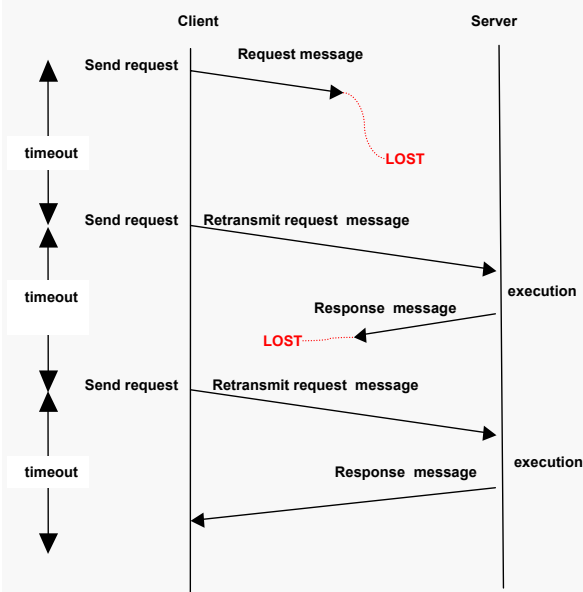 Client
Server
Request message
Send request
timeout
LOST
Send request
Retransmit request message
execution
timeout
Response message
LOST
Send request
Retransmit request message
execution
timeout
Response message